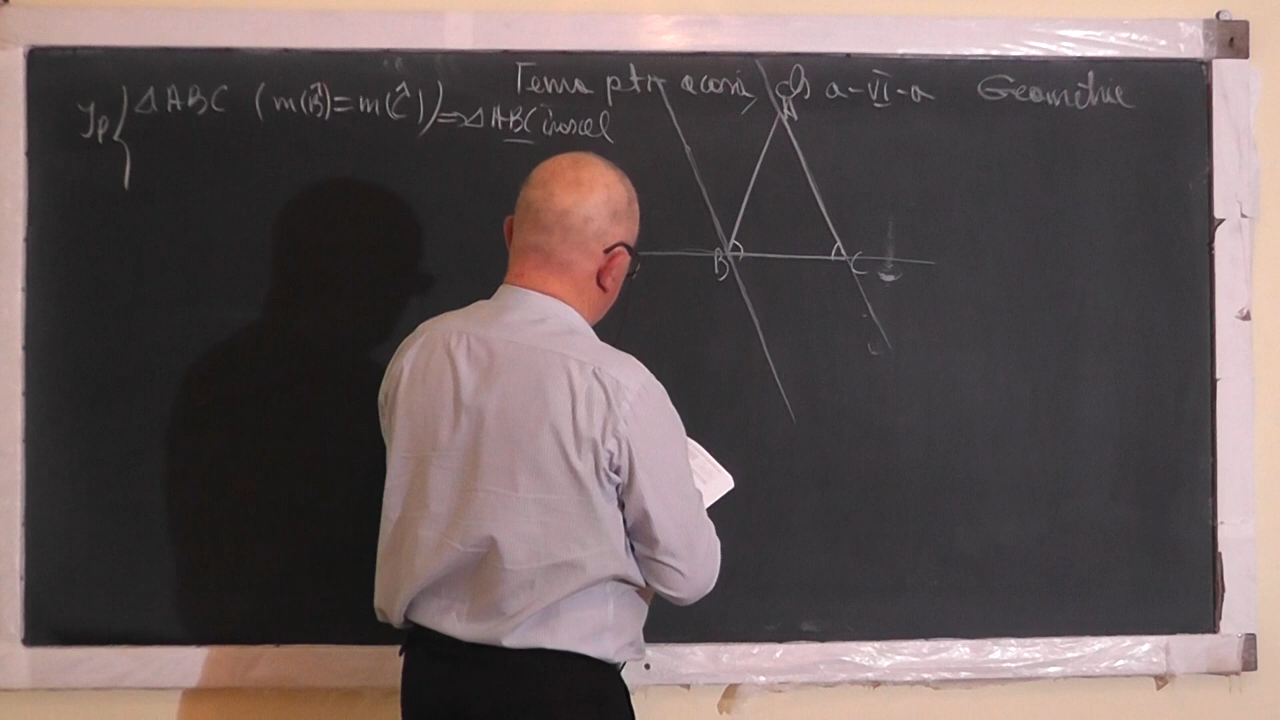 Tema ptr acasă, cls a-VI-a Geometrie
Ip { △ABC (m(B̂)=m(Ĉ))⇒△ABC isoscel
A
B C